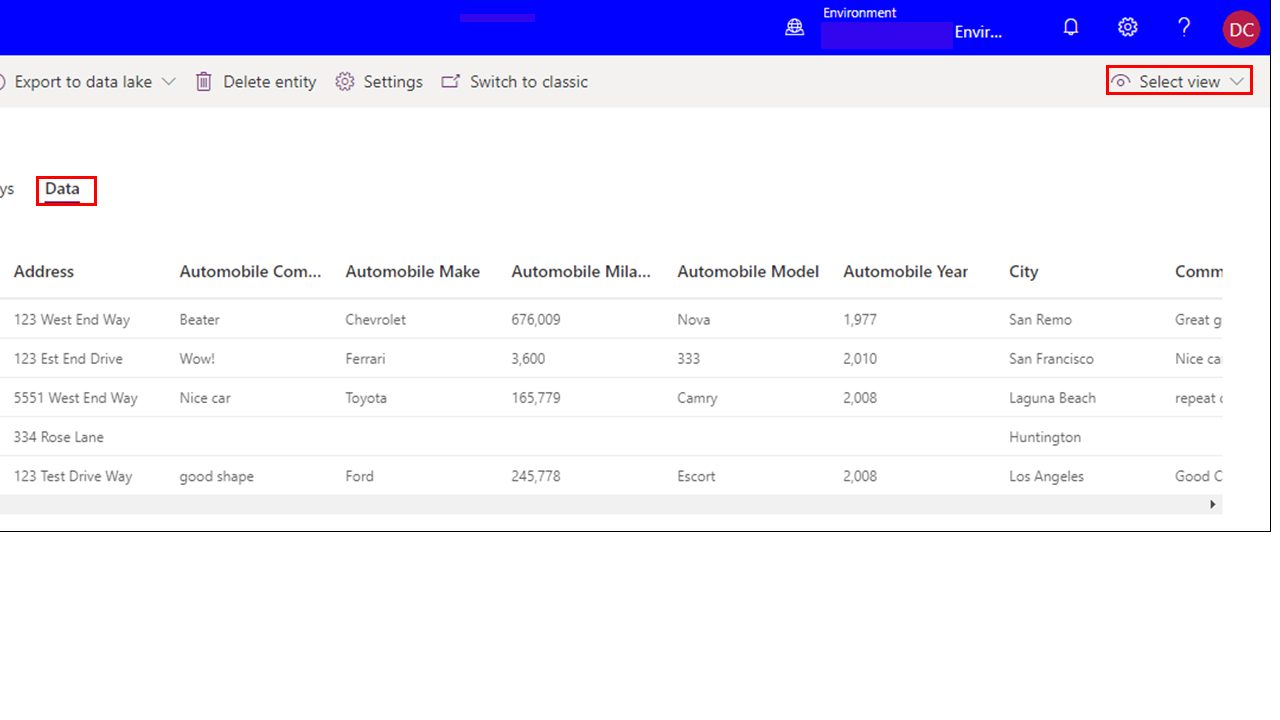 Environment
Envir...
?
DC
Export to data lake Delete entity Settings Switch to classic Select view
ys Data
Address Automobile Com... Automobile Make Automobile Mila... Automobile Model Automobile Year City Comm
123 West End Way Beater Chevrolet 676,009 Nova 1,977 San Remo Great g
123 Est End Drive Wow! Ferrari 3,600 333 2,010 San Francisco Nice ca
5551 West End Way Nice car Toyota 165,779 Camry 2,008 Laguna Beach repeat c
334 Rose Lane Huntington
123 Test Drive Way good shape Ford 245,778 Escort 2,008 Los Angeles Good C